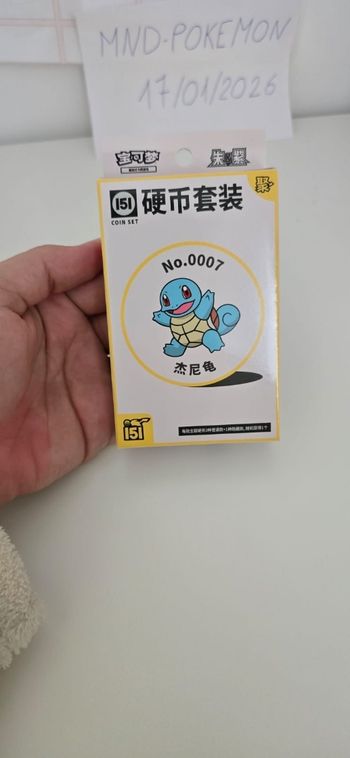 MND-POKEMON
17/01/2026
宝可梦
朱 紫
聚
151
硬币套装
COIN SET
No.0007
杰尼龟
151